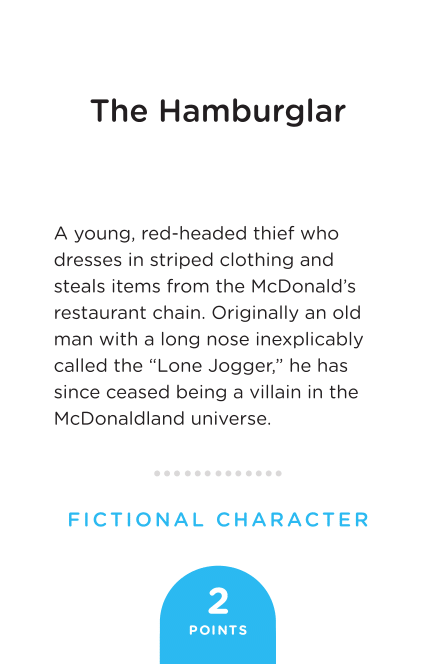 The Hamburglar
A young, red-headed thief who
dresses in striped clothing and
steals items from the McDonald’s
restaurant chain. Originally an old
man with a long nose inexplicably
called the “Lone Jogger,” he has
since ceased being a villain in the
McDonaldland universe.
FICTIONAL CHARACTER
2
POINTS